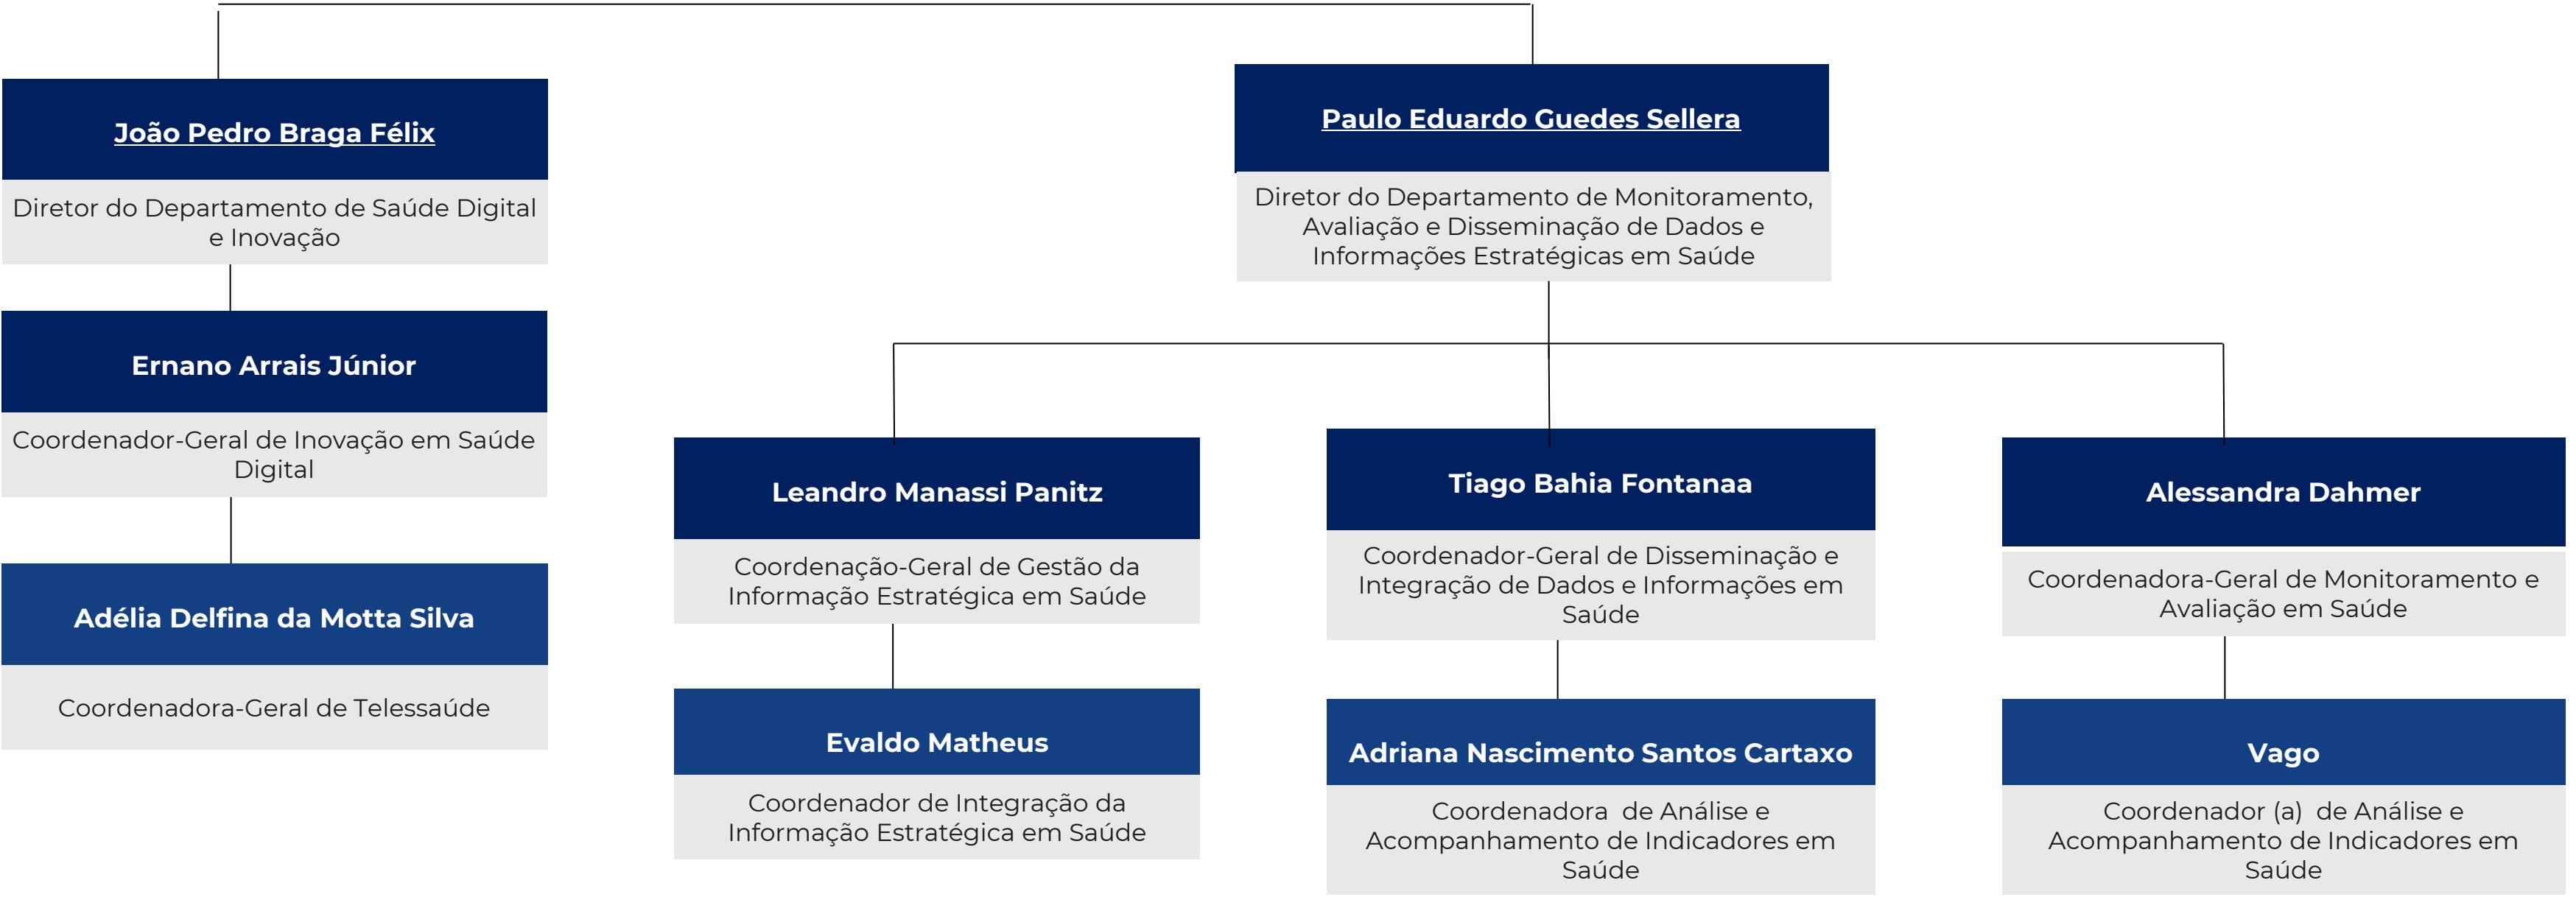 João Pedro Braga Félix
Diretor do Departamento de Saúde Digital
e Inovação
Ernano Arrais Júnior
Coordenador-Geral de Inovação em Saúde
Digital
Adélia Delfina da Motta Silva
Coordenadora-Geral de Telessaúde
Paulo Eduardo Guedes Sellera
Diretor do Departamento de Monitoramento,
Avaliação e Disseminação de Dados e
Informações Estratégicas em Saúde
Leandro Manassi Panitz
Coordenação-Geral de Gestão da
Informação Estratégica em Saúde
Evaldo Matheus
Coordenador de Integração da
Informação Estratégica em Saúde
Tiago Bahia Fontanaa
Coordenador-Geral de Disseminação e
Integração de Dados e Informações em
Saúde
Adriana Nascimento Santos Cartaxo
Coordenadora  de Análise e
Acompanhamento de Indicadores em
Saúde
Alessandra Dahmer
Coordenadora-Geral de Monitoramento e
Avaliação em Saúde
Vago
Coordenador (a)  de Análise e
Acompanhamento de Indicadores em
Saúde